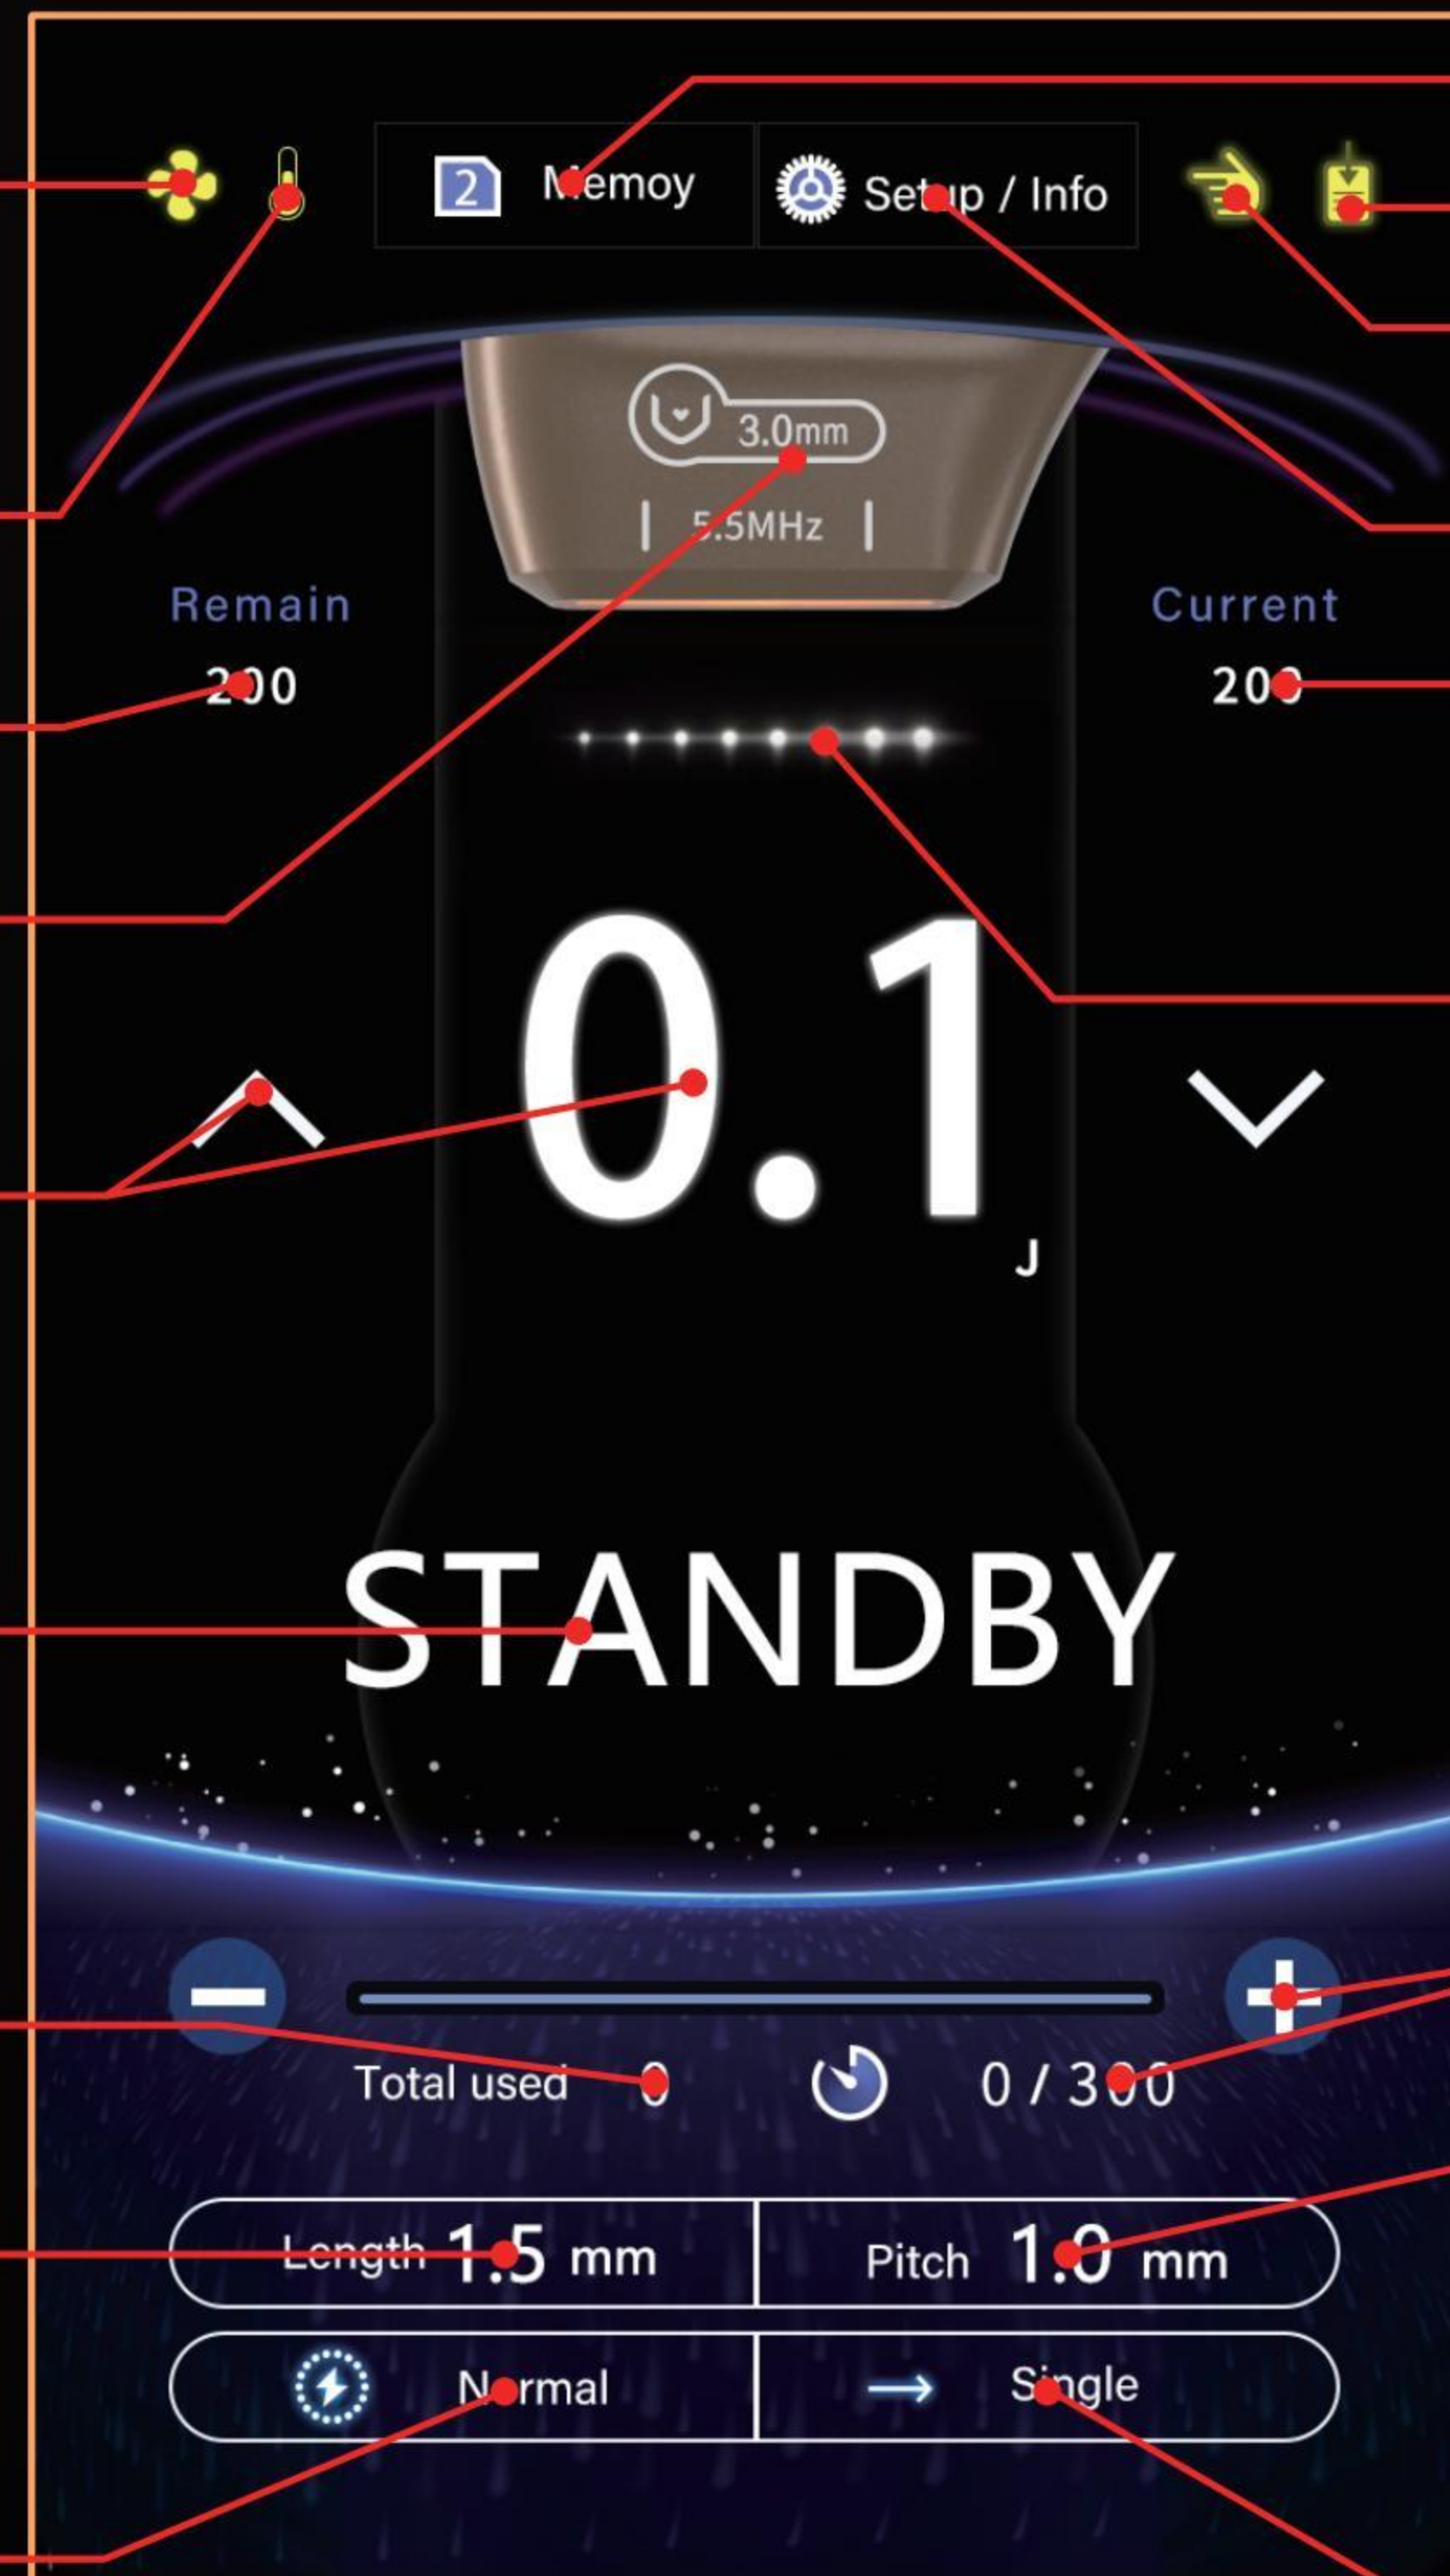 2 Memoy
Setup / Info
3.0mm
5.5MHz
Remain
200
Current
200
0.1
J
STANDBY
Total used 0
0 / 300
Length 1.5 mm
Pitch 1.0 mm
Normal
Single